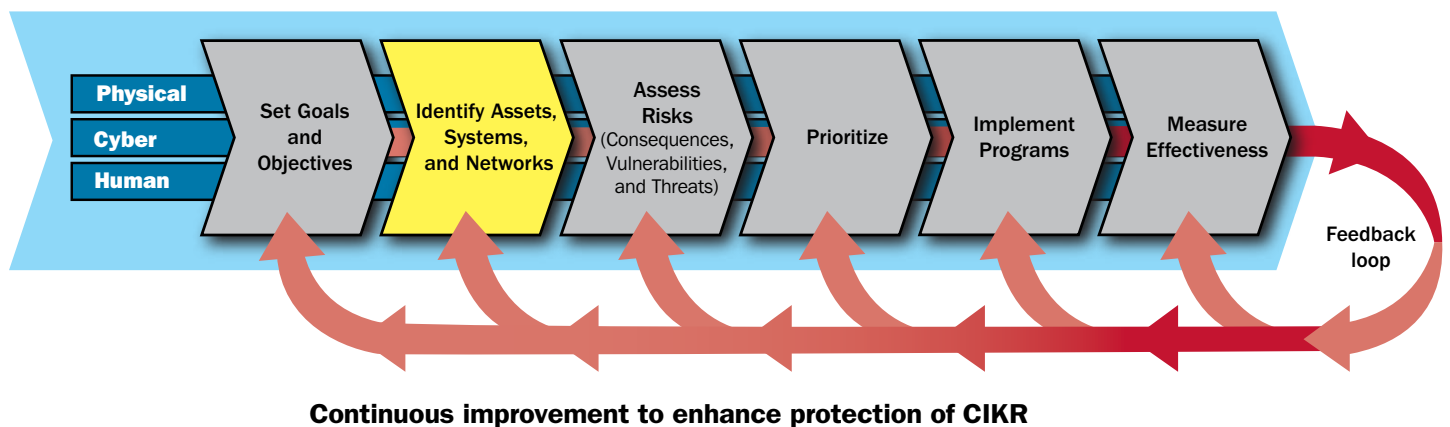 Physical
Cyber
Human
Set Goals
and
Objectives
Identify Assets,
Systems,
and Networks
Assess
Risks
(Consequences,
Vulnerabilities,
and Threats)
Prioritize
Implement
Programs
Measure
Effectiveness
Feedback
loop
Continuous improvement to enhance protection of CIKR